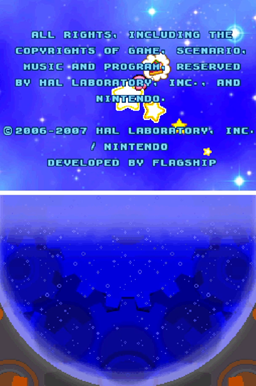 ALL RIGHTS, INCLUDING THE
COPYRIGHTS OF GAME, SCENARIO,
MUSIC AND PROGRAM, RESERVED
BY HAL LABORATORY, INC., AND
NINTENDO.
©2006-2007 HAL LABORATORY, INC.
/ NINTENDO
DEVELOPED BY FLAGSHIP